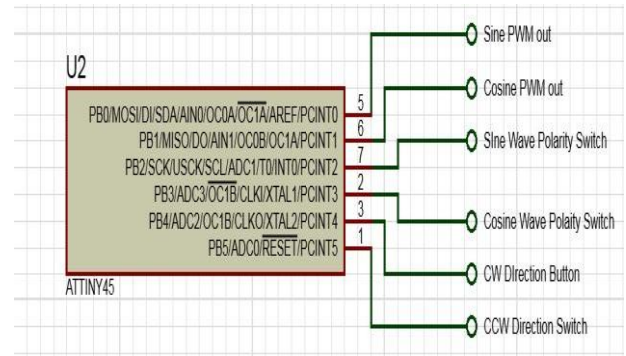 U2
PB0/MOSI/DI/SDA/AIN0/OC0A/OC1A/AREF/PCINT0 5 Sine PWM out
PB1/MISO/DO/AIN1/OC0B/OC1A/PCINT1 6 Cosine PWM out
PB2/SCK/USCK/SCL/ADC1/T0/INT0/PCINT2 7 SIne Wave Polarity Switch
PB3/ADC3/OC1B/CLKI/XTAL1/PCINT3 2 Cosine Wave Polaity Switch
PB4/ADC2/OC1B/CLKO/XTAL2/PCINT4 3 CW DIrection Button
PB5/ADC0/RESET/PCINT5 1 CCW Direction Switch
ATTINY45